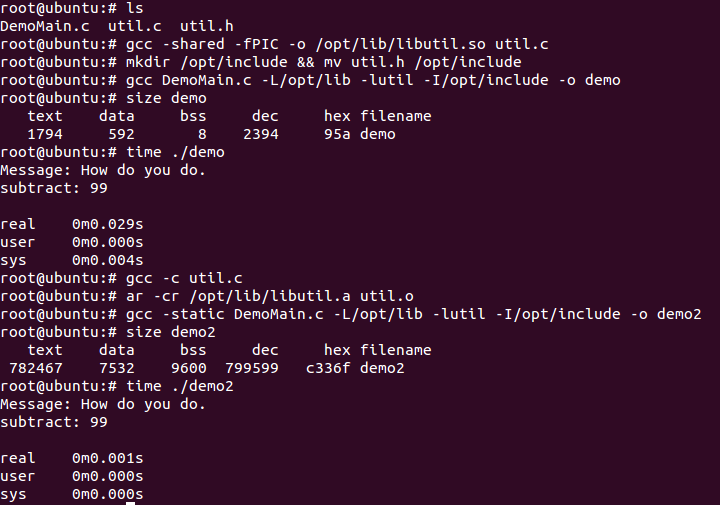 root@ubuntu:# ls
DemoMain.c  util.c  util.h
root@ubuntu:# gcc -shared -fPIC -o /opt/lib/libutil.so util.c
root@ubuntu:# mkdir /opt/include && mv util.h /opt/include
root@ubuntu:# gcc DemoMain.c -L/opt/lib -lutil -I/opt/include -o demo
root@ubuntu:# size demo
   text    data     bss     dec     hex filename
   1794     592       8    2394     95a demo
root@ubuntu:# time ./demo
Message: How do you do.
subtract: 99

real    0m0.029s
user    0m0.000s
sys     0m0.004s
root@ubuntu:# gcc -c util.c
root@ubuntu:# ar -cr /opt/lib/libutil.a util.o
root@ubuntu:# gcc -static DemoMain.c -L/opt/lib -lutil -I/opt/include -o demo2
root@ubuntu:# size demo2
   text    data     bss     dec     hex filename
 782467    7532    9600  799599   c336f demo2
root@ubuntu:# time ./demo2
Message: How do you do.
subtract: 99

real    0m0.001s
user    0m0.000s
sys     0m0.000s